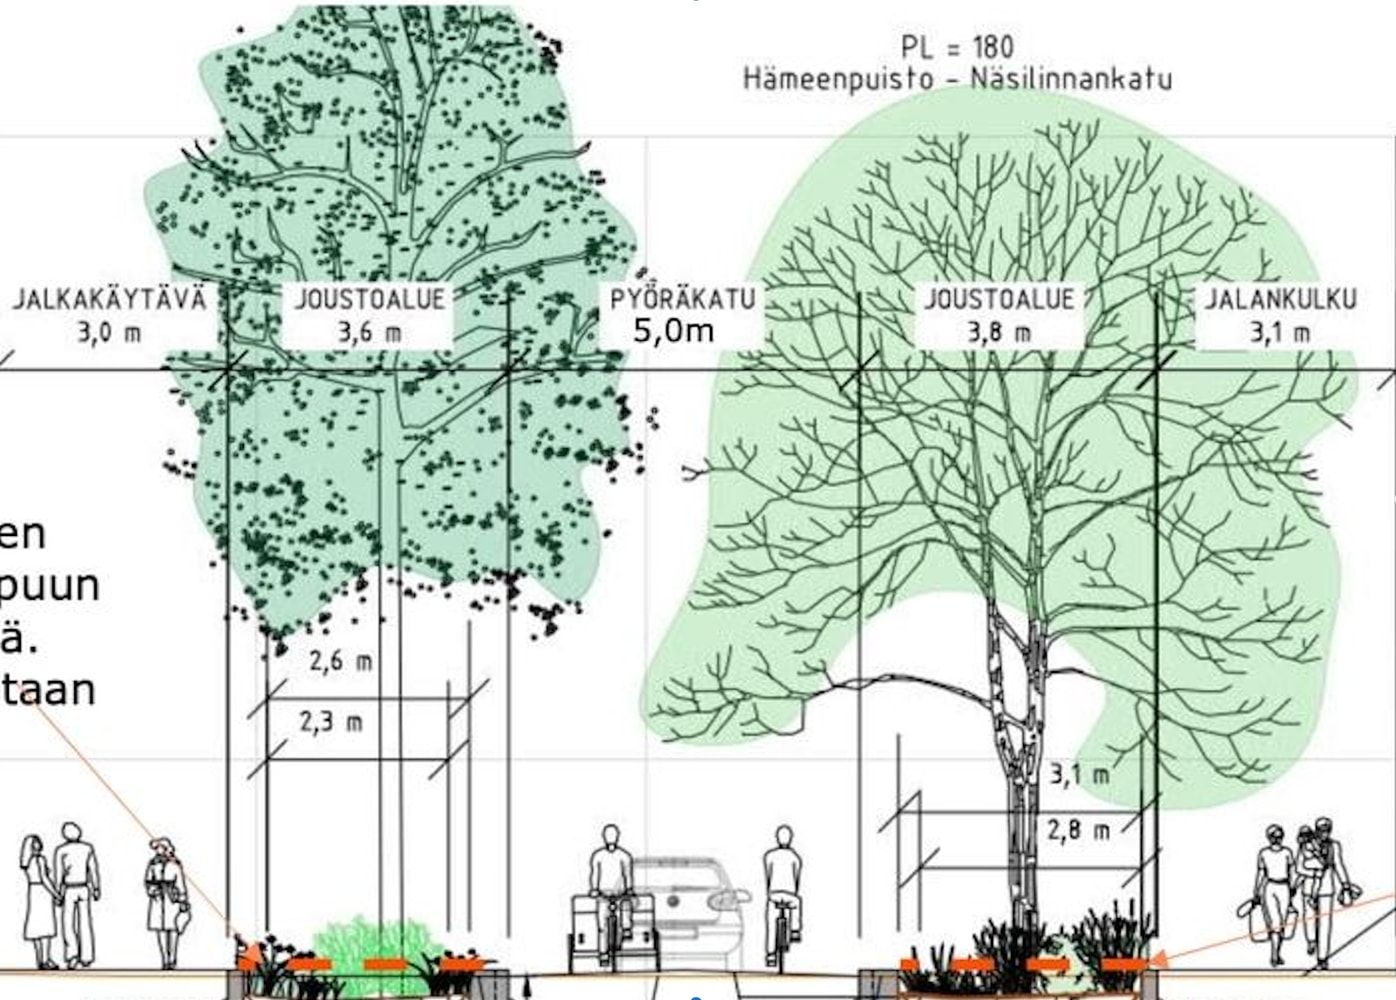 PL = 180
Hämeenpuisto - Näsilinnankatu
JALKAKÄYTÄVÄ
3,0 m
JOUSTOALUE
3,6 m
PYÖRÄKATU
5,0m
JOUSTOALUE
3,8 m
JALANKULKU
3,1 m
en
puun
ä.
taan
2,6 m
2,3 m
3,1 m
2,8 m